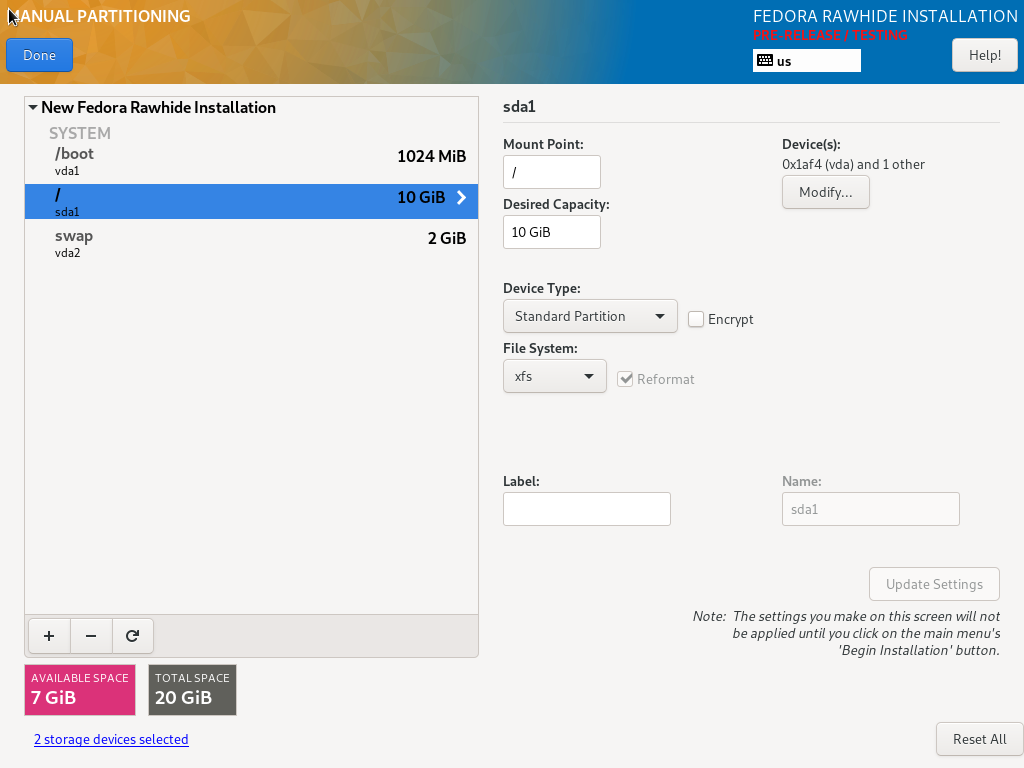 MANUAL PARTITIONING
FEDORA RAWHIDE INSTALLATION
PRE-RELEASE / TESTING
Done
us
Help!
New Fedora Rawhide Installation
SYSTEM
/boot
1024 MiB
vda1
/
10 GiB
sda1
swap
2 GiB
vda2
AVAILABLE SPACE
7 GiB
TOTAL SPACE
20 GiB
2 storage devices selected
sda1
Mount Point:
/
Desired Capacity:
10 GiB
Device(s):
0x1af4 (vda) and 1 other
Modify...
Device Type:
Standard Partition
Encrypt
File System:
xfs
Reformat
Label:
Name:
sda1
Update Settings
Note: The settings you make on this screen will not
be applied until you click on the main menu's
'Begin Installation' button.
Reset All